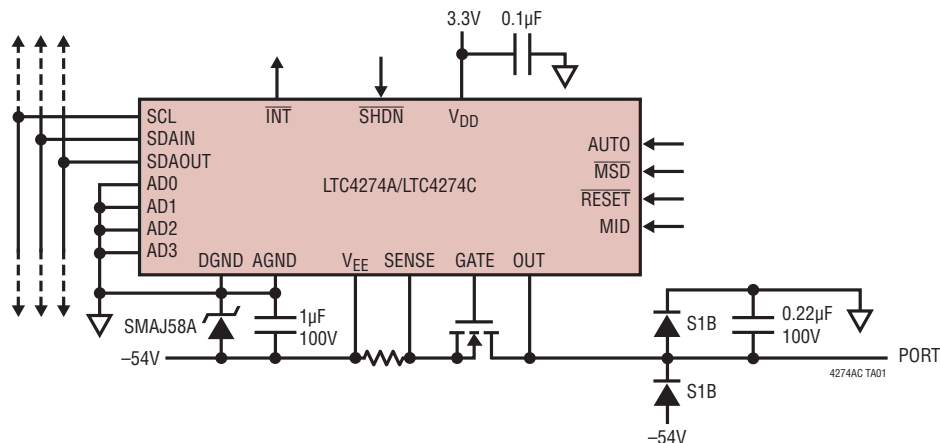 3.3V 0.1µF
SCL
SDAIN
SDAOUT
AD0
AD1
AD2
AD3
INT
SHDN
VDD
AUTO
MSD
RESET
MID
LTC4274A/LTC4274C
DGND AGND VEE SENSE GATE OUT
SMAJ58A
1µF
100V
–54V
S1B
0.22µF
100V
PORT
4274AC TA01
S1B
–54V